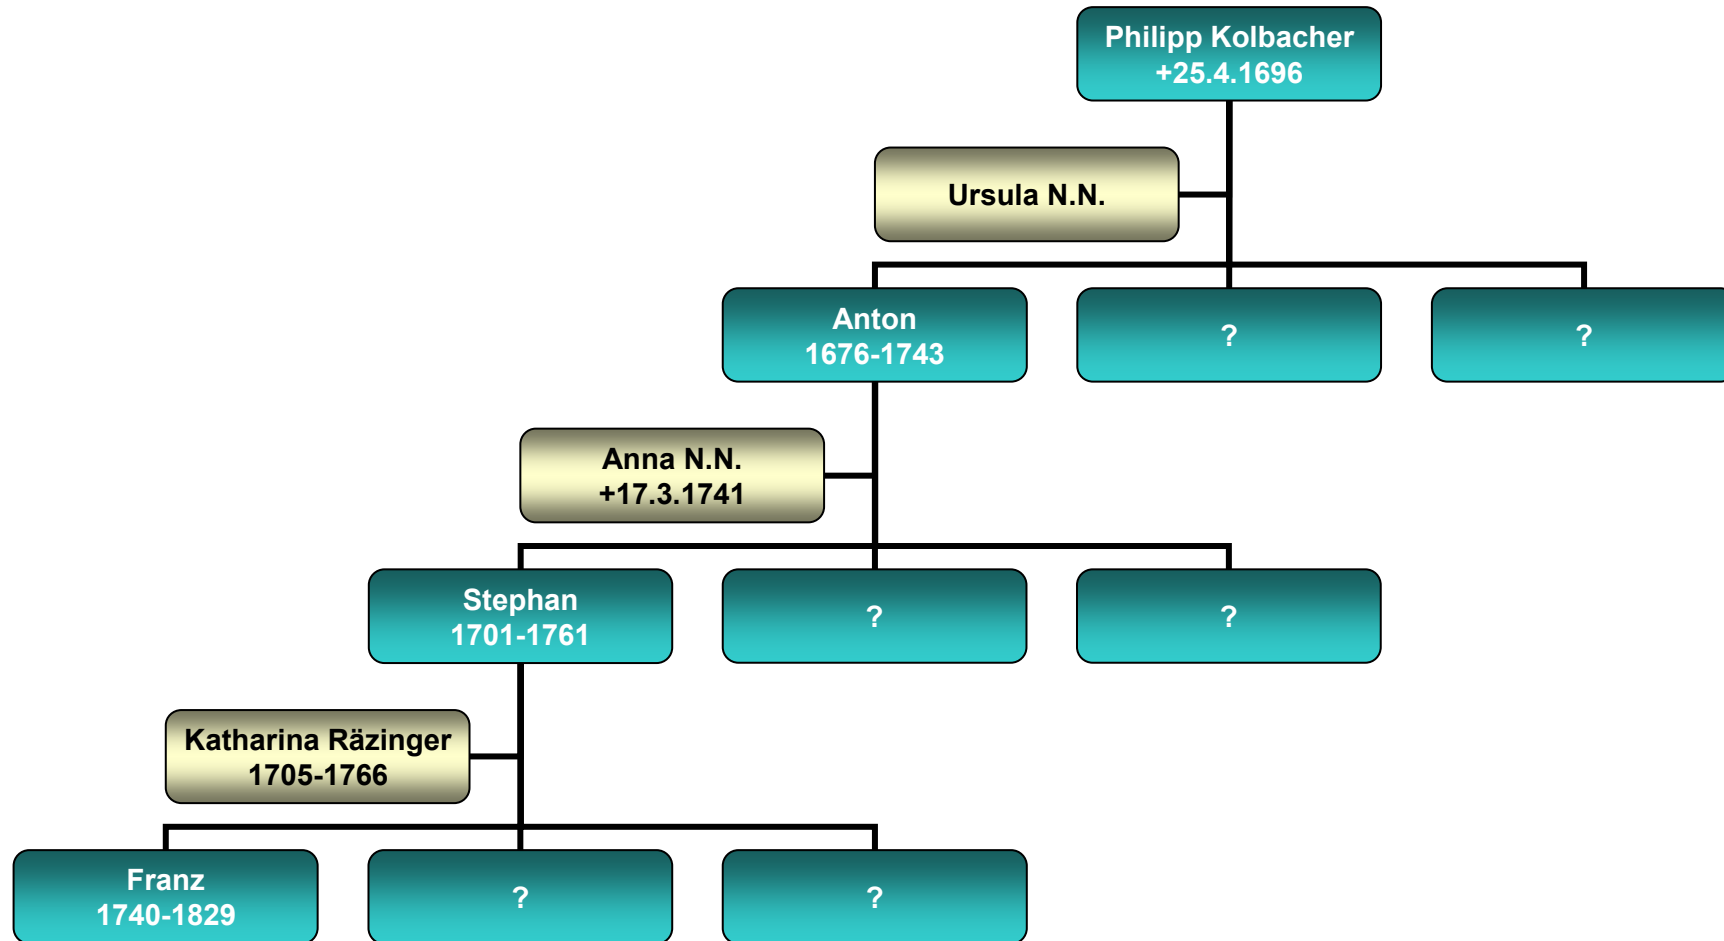 Philipp Kolbacher
+25.4.1696
Ursula N.N.
Anton
1676-1743
?
?
Anna N.N.
+17.3.1741
Stephan
1701-1761
?
?
Katharina Räzinger
1705-1766
Franz
1740-1829
?
?